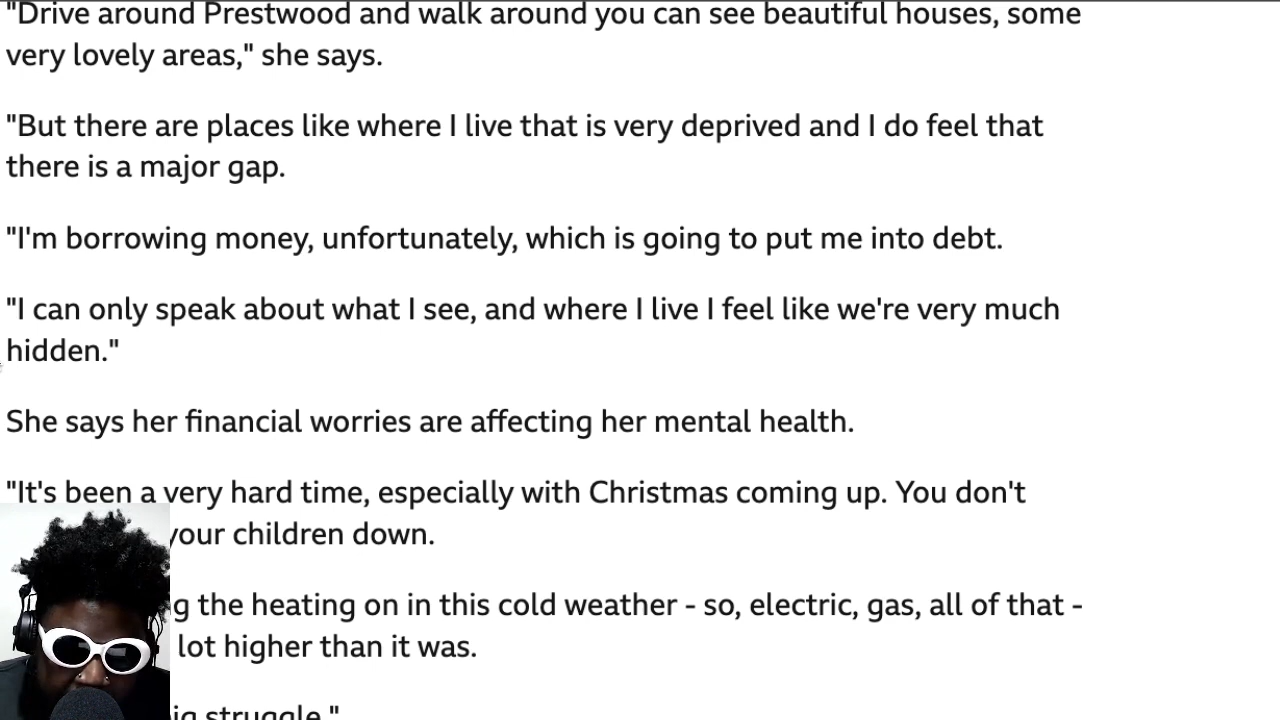 "Drive around Prestwood and walk around you can see beautiful houses, some
very lovely areas," she says.
"But there are places like where I live that is very deprived and I do feel that
there is a major gap.
"I'm borrowing money, unfortunately, which is going to put me into debt.
"I can only speak about what I see, and where I live I feel like we're very much
hidden."
She says her financial worries are affecting her mental health.
"It's been a very hard time, especially with Christmas coming up. You don't
your children down.
the heating on in this cold weather - so, electric, gas, all of that -
lot higher than it was.
struggle."